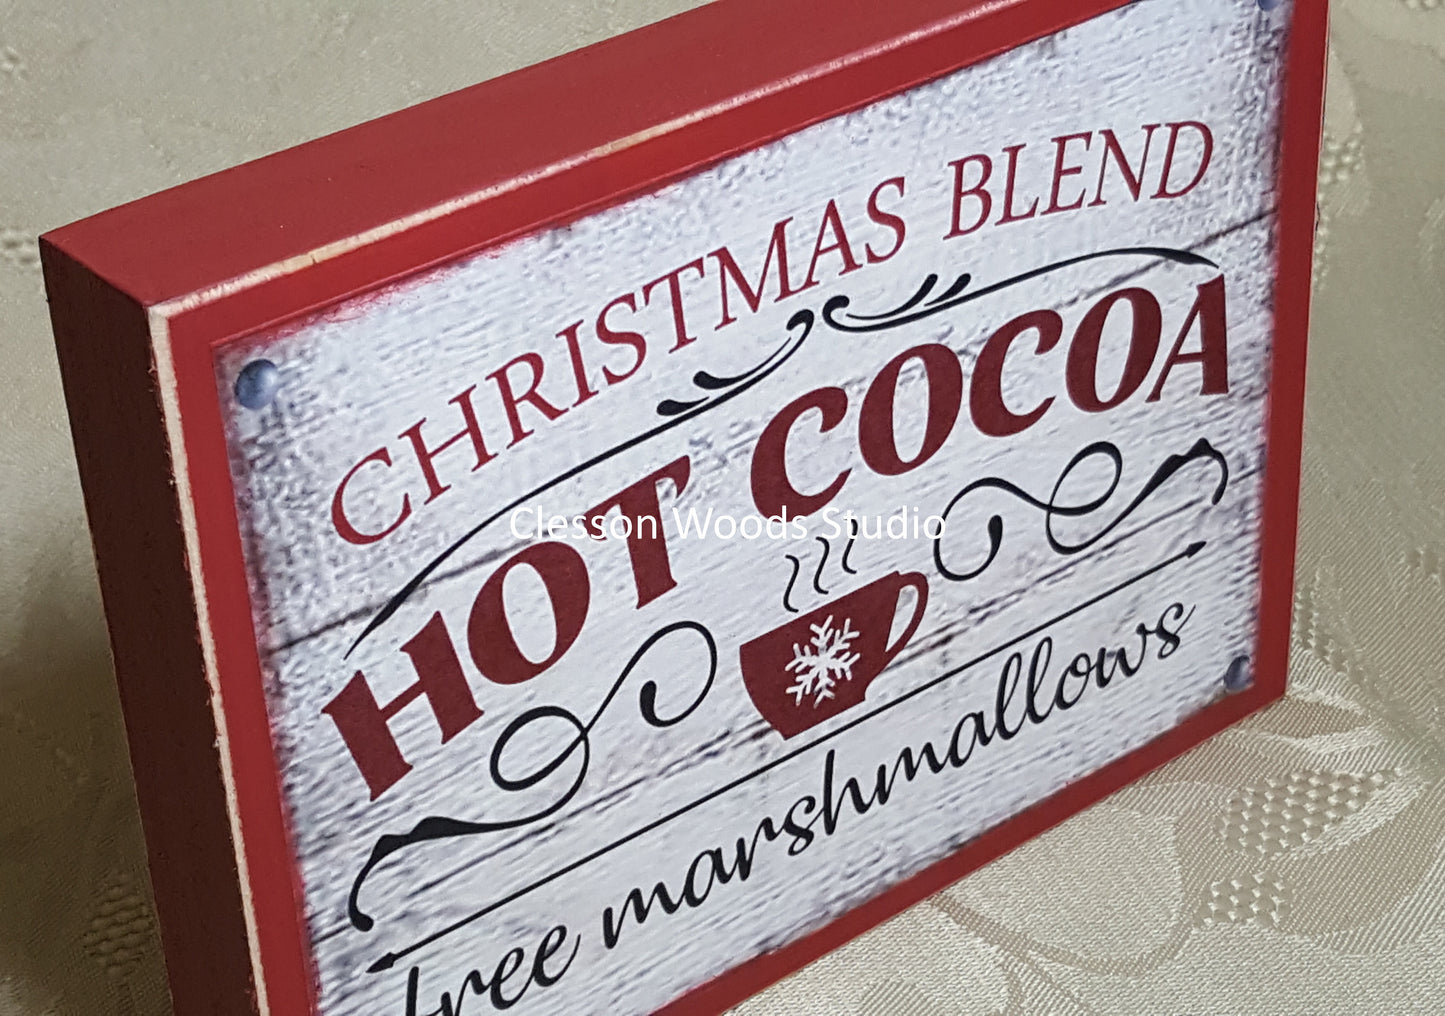 CHRISTMAS BLEND
HOT COCOA
Clesson Woods Studio
free marshmallows